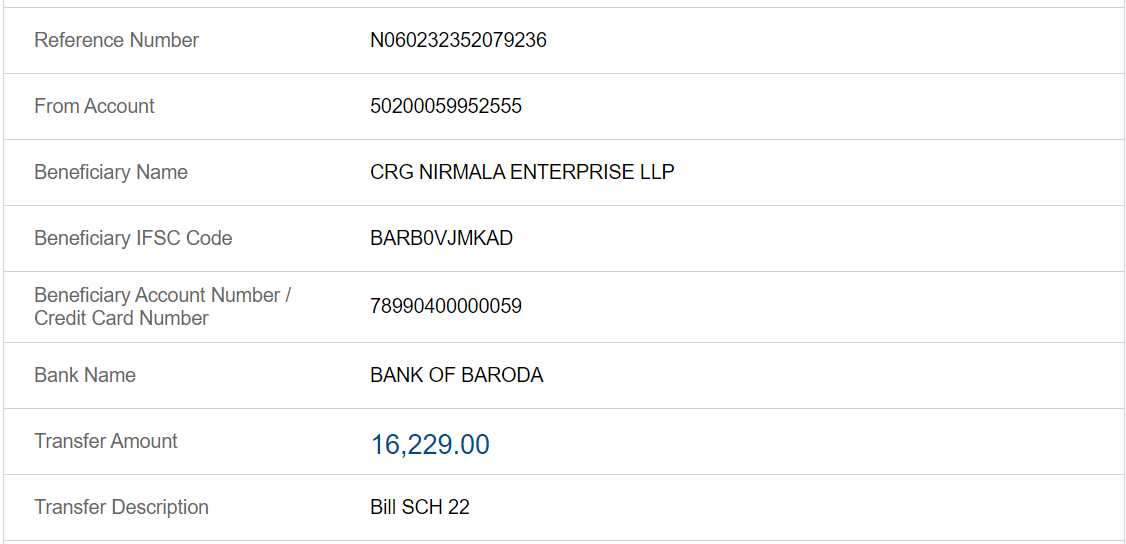 Reference Number N060232352079236
From Account 50200059952555
Beneficiary Name CRG NIRMALA ENTERPRISE LLP
Beneficiary IFSC Code BARB0VJMKAD
Beneficiary Account Number /
Credit Card Number 78990400000059
Bank Name BANK OF BARODA
Transfer Amount 16,229.00
Transfer Description Bill SCH 22